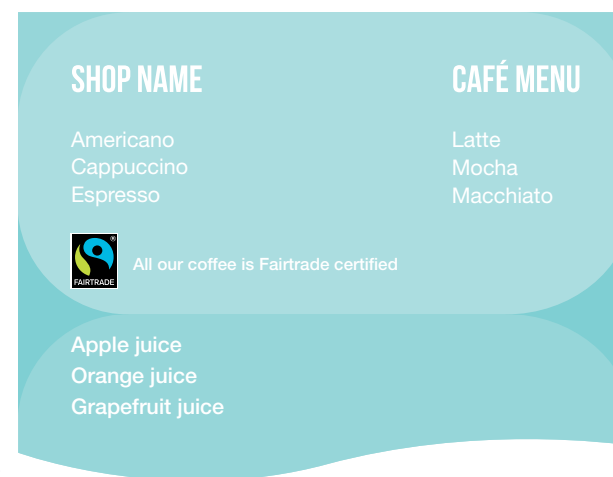 SHOP NAME
CAFÉ MENU
Americano
Cappuccino
Espresso
Latte
Mocha
Macchiato
FAIRTRADE
®
All our coffee is Fairtrade certified
Apple juice
Orange juice
Grapefruit juice